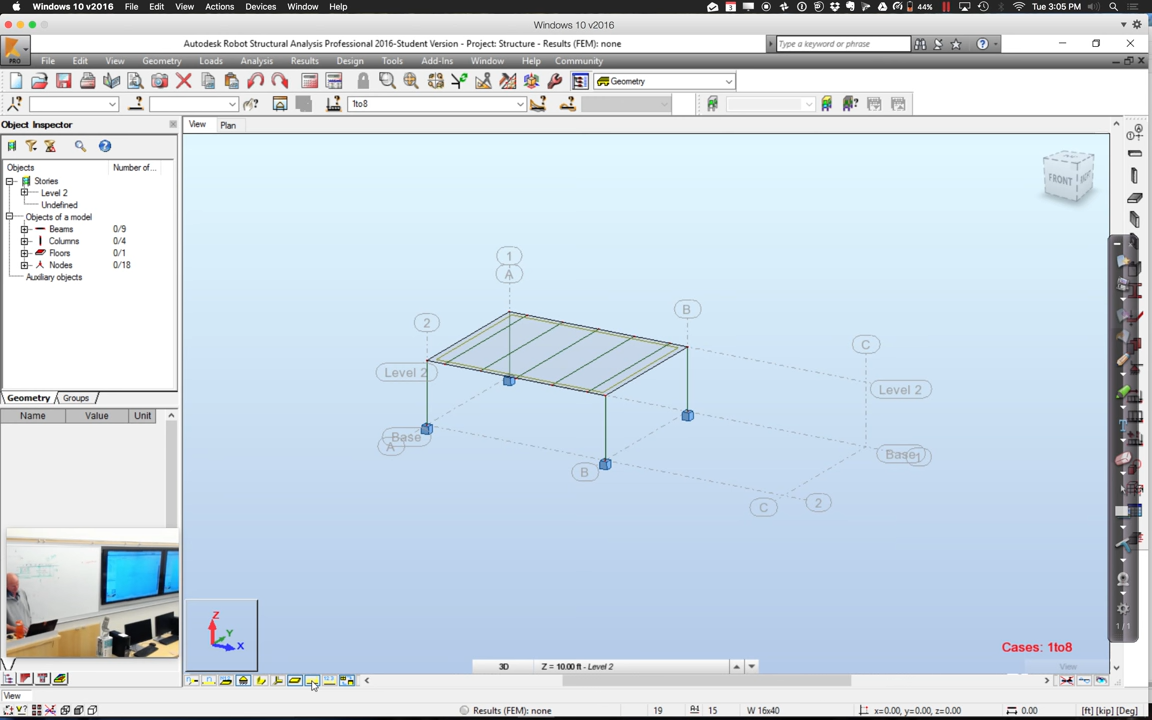 Windows 10 v2016 File Edit View Actions Devices Window Help 44% Tue 3:05 PM
Windows 10 v2016
Autodesk Robot Structural Analysis Professional 2016-Student Version - Project: Structure - Results (FEM): none
Type a keyword or phrase
PRO
File Edit View Geometry Loads Analysis Results Design Tools Add-Ins Window Help Community
Geometry
1to8
Object Inspector
View Plan
Objects Number of...
Stories
Level 2
Undefined
Objects of a model
Beams 0/9
Columns 0/4
Floors 0/1
Nodes 0/18
Auxiliary objects
FRONT
1
A
B
2
C
Level 2
Level 2
Base
A
Base
1
B
C
2
Geometry Groups
Name Value Unit
Z
Y
X
Cases: 1to8
1/1
3D Z = 10.00 ft - Level 2
View
View
Results (FEM): none 19 15 W 16x40 x=0.00, y=0.00, z=0.00 0.00 [ft] [kip] [Deg]